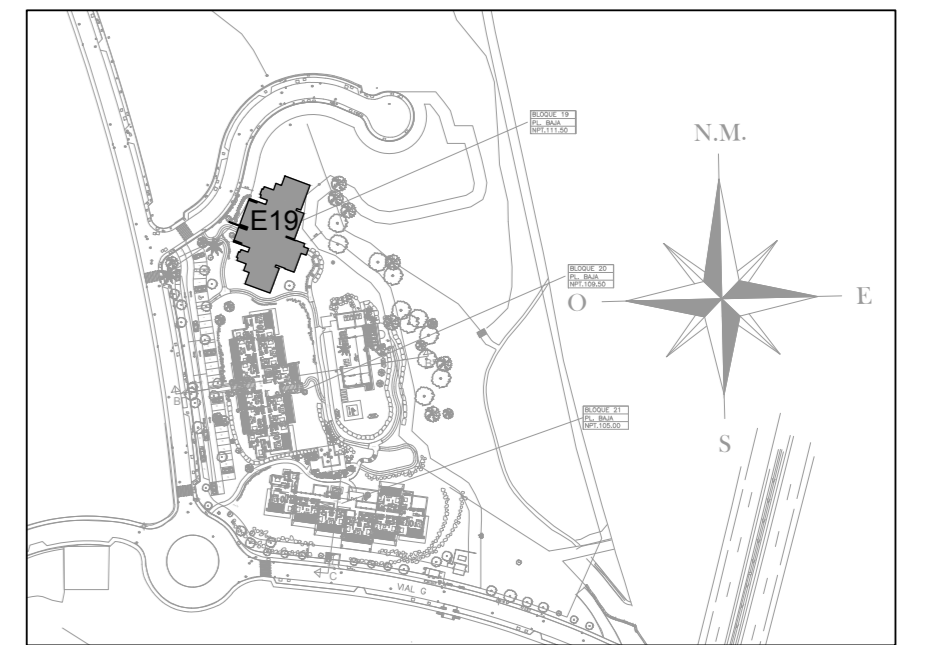 BLOQUE 19
PL. BAJA
NPT.111.50
N.M.
E19
BLOQUE 20
PL. BAJA
NPT.109.50
O
E
B
BLOQUE 21
PL. BAJA
NPT.105.00
S
C
VIAL G